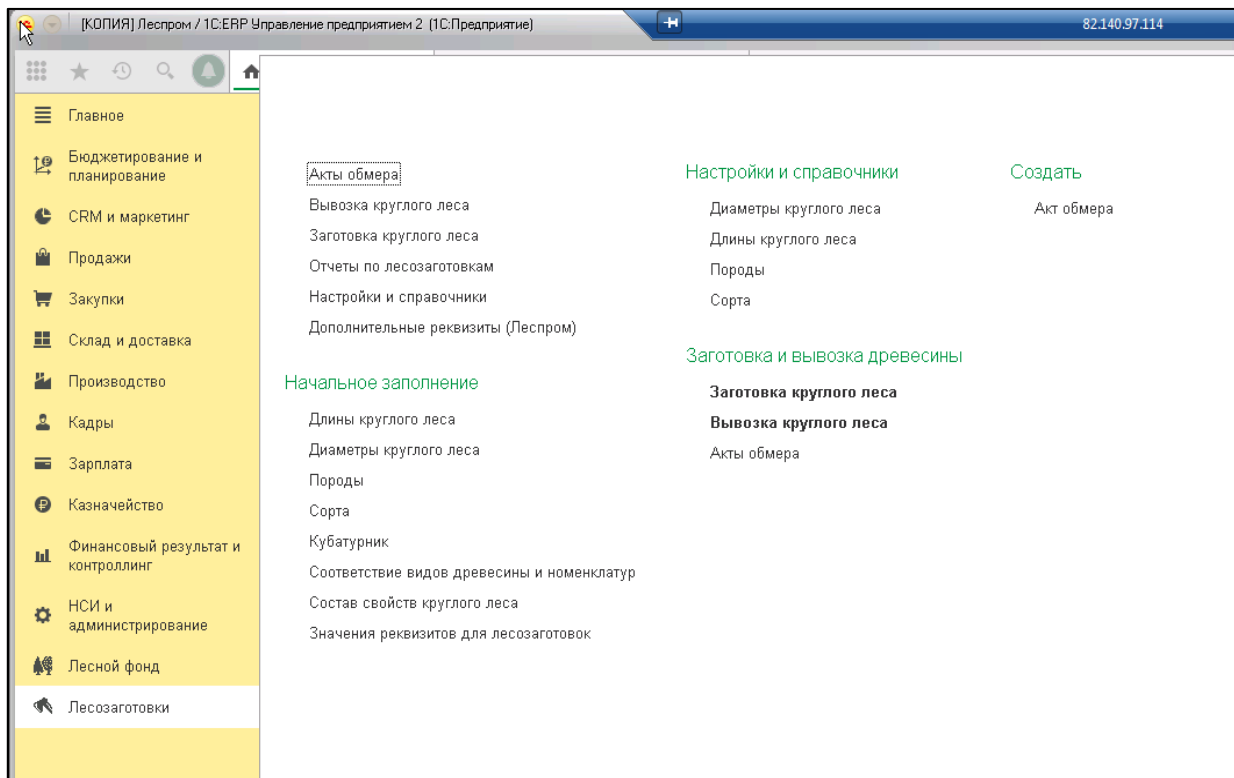 [КОПИЯ] Леспром / 1С:ERP Управление предприятием 2 (1С:Предприятие)
82.140.97.114
Главное
Бюджетирование и
планирование
CRM и маркетинг
Продажи
Закупки
Склад и доставка
Производство
Кадры
Зарплата
Казначейство
Финансовый результат и
контроллинг
НСИ и
администрирование
Лесной фонд
Лесозаготовки
Акты обмера
Вывозка круглого леса
Заготовка круглого леса
Отчеты по лесозаготовкам
Настройки и справочники
Дополнительные реквизиты (Леспром)
Начальное заполнение
Длины круглого леса
Диаметры круглого леса
Породы
Сорта
Кубатурник
Соответствие видов древесины и номенклатур
Состав свойств круглого леса
Значения реквизитов для лесозаготовок
Настройки и справочники
Диаметры круглого леса
Длины круглого леса
Породы
Сорта
Заготовка и вывозка древесины
Заготовка круглого леса
Вывозка круглого леса
Акты обмера
Создать
Акт обмера